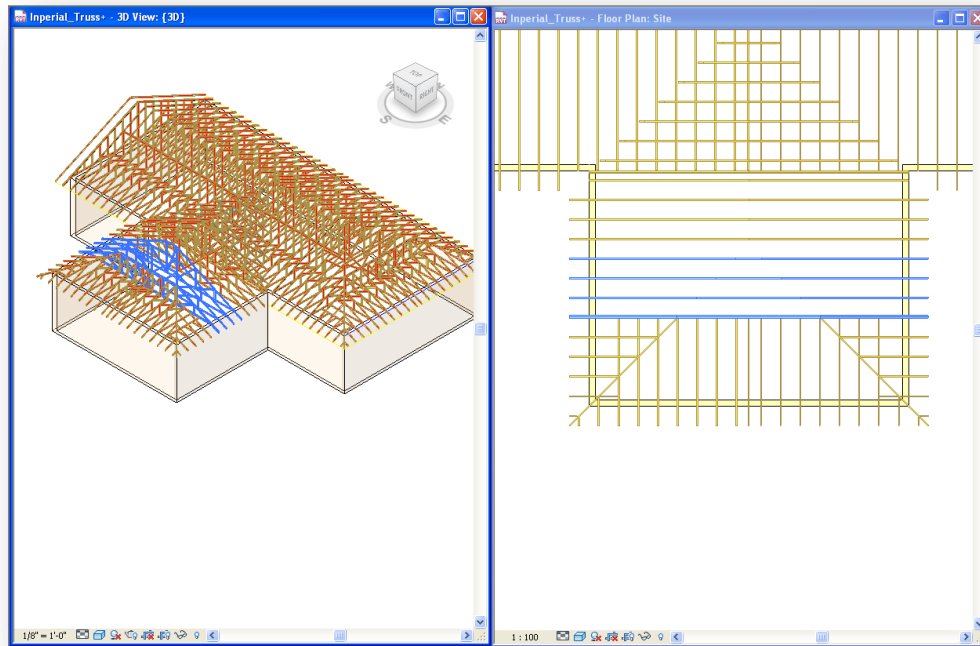 Inperial_Truss+ - 3D View: {3D}
Inperial_Truss+ - Floor Plan: Site
TOP
FRONT
RIGHT
S
E
1/8" = 1'-0"
1 : 100